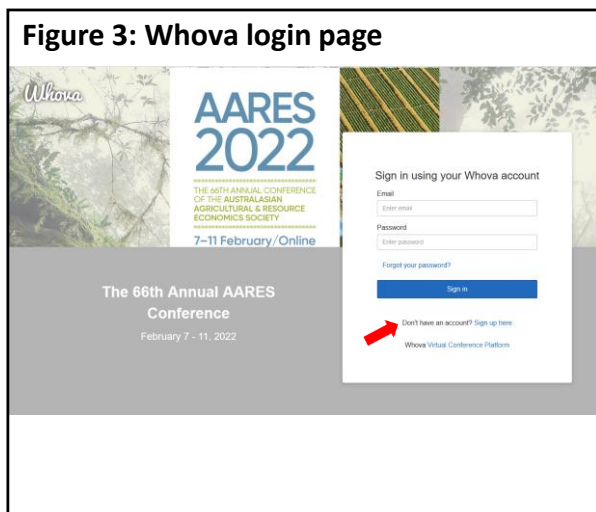 Figure 3: Whova login page
Whova
AARES
2022
THE 66TH ANNUAL CONFERENCE
OF THE AUSTRALASIAN
AGRICULTURAL & RESOURCE
ECONOMICS SOCIETY
7–11 February/Online
The 66th Annual AARES
Conference
February 7 - 11, 2022
Sign in using your Whova account
Email
Enter email
Password
Enter password
Forgot your password?
Sign in
Don't have an account? Sign up here
Whova Virtual Conference Platform